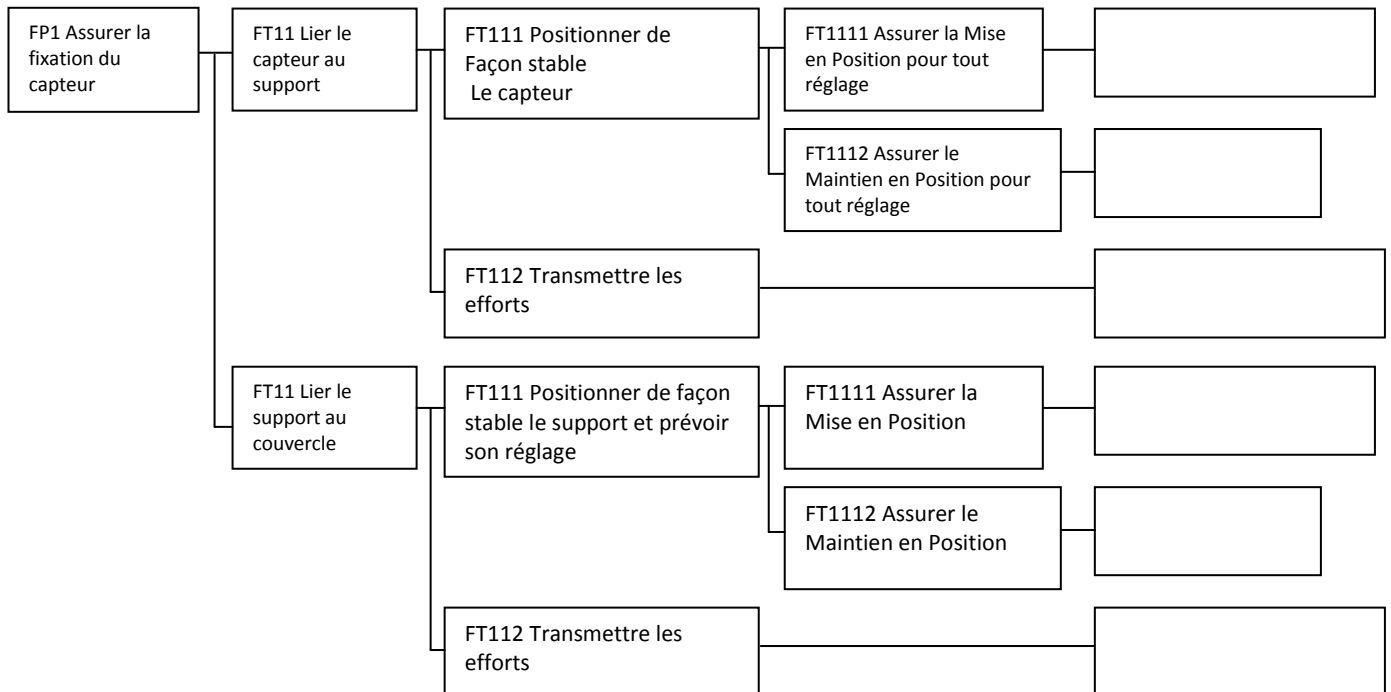 FP1 Assurer la
fixation du
capteur
FT11 Lier le
capteur au
support
FT111 Positionner de
Façon stable
Le capteur
FT1111 Assurer la Mise
en Position pour tout
réglage
FT1112 Assurer le
Maintien en Position pour
tout réglage
FT112 Transmettre les
efforts
FT11 Lier le
support au
couvercle
FT111 Positionner de façon
stable le support et prévoir
son réglage
FT1111 Assurer la
Mise en Position
FT1112 Assurer le
Maintien en Position
FT112 Transmettre les
efforts